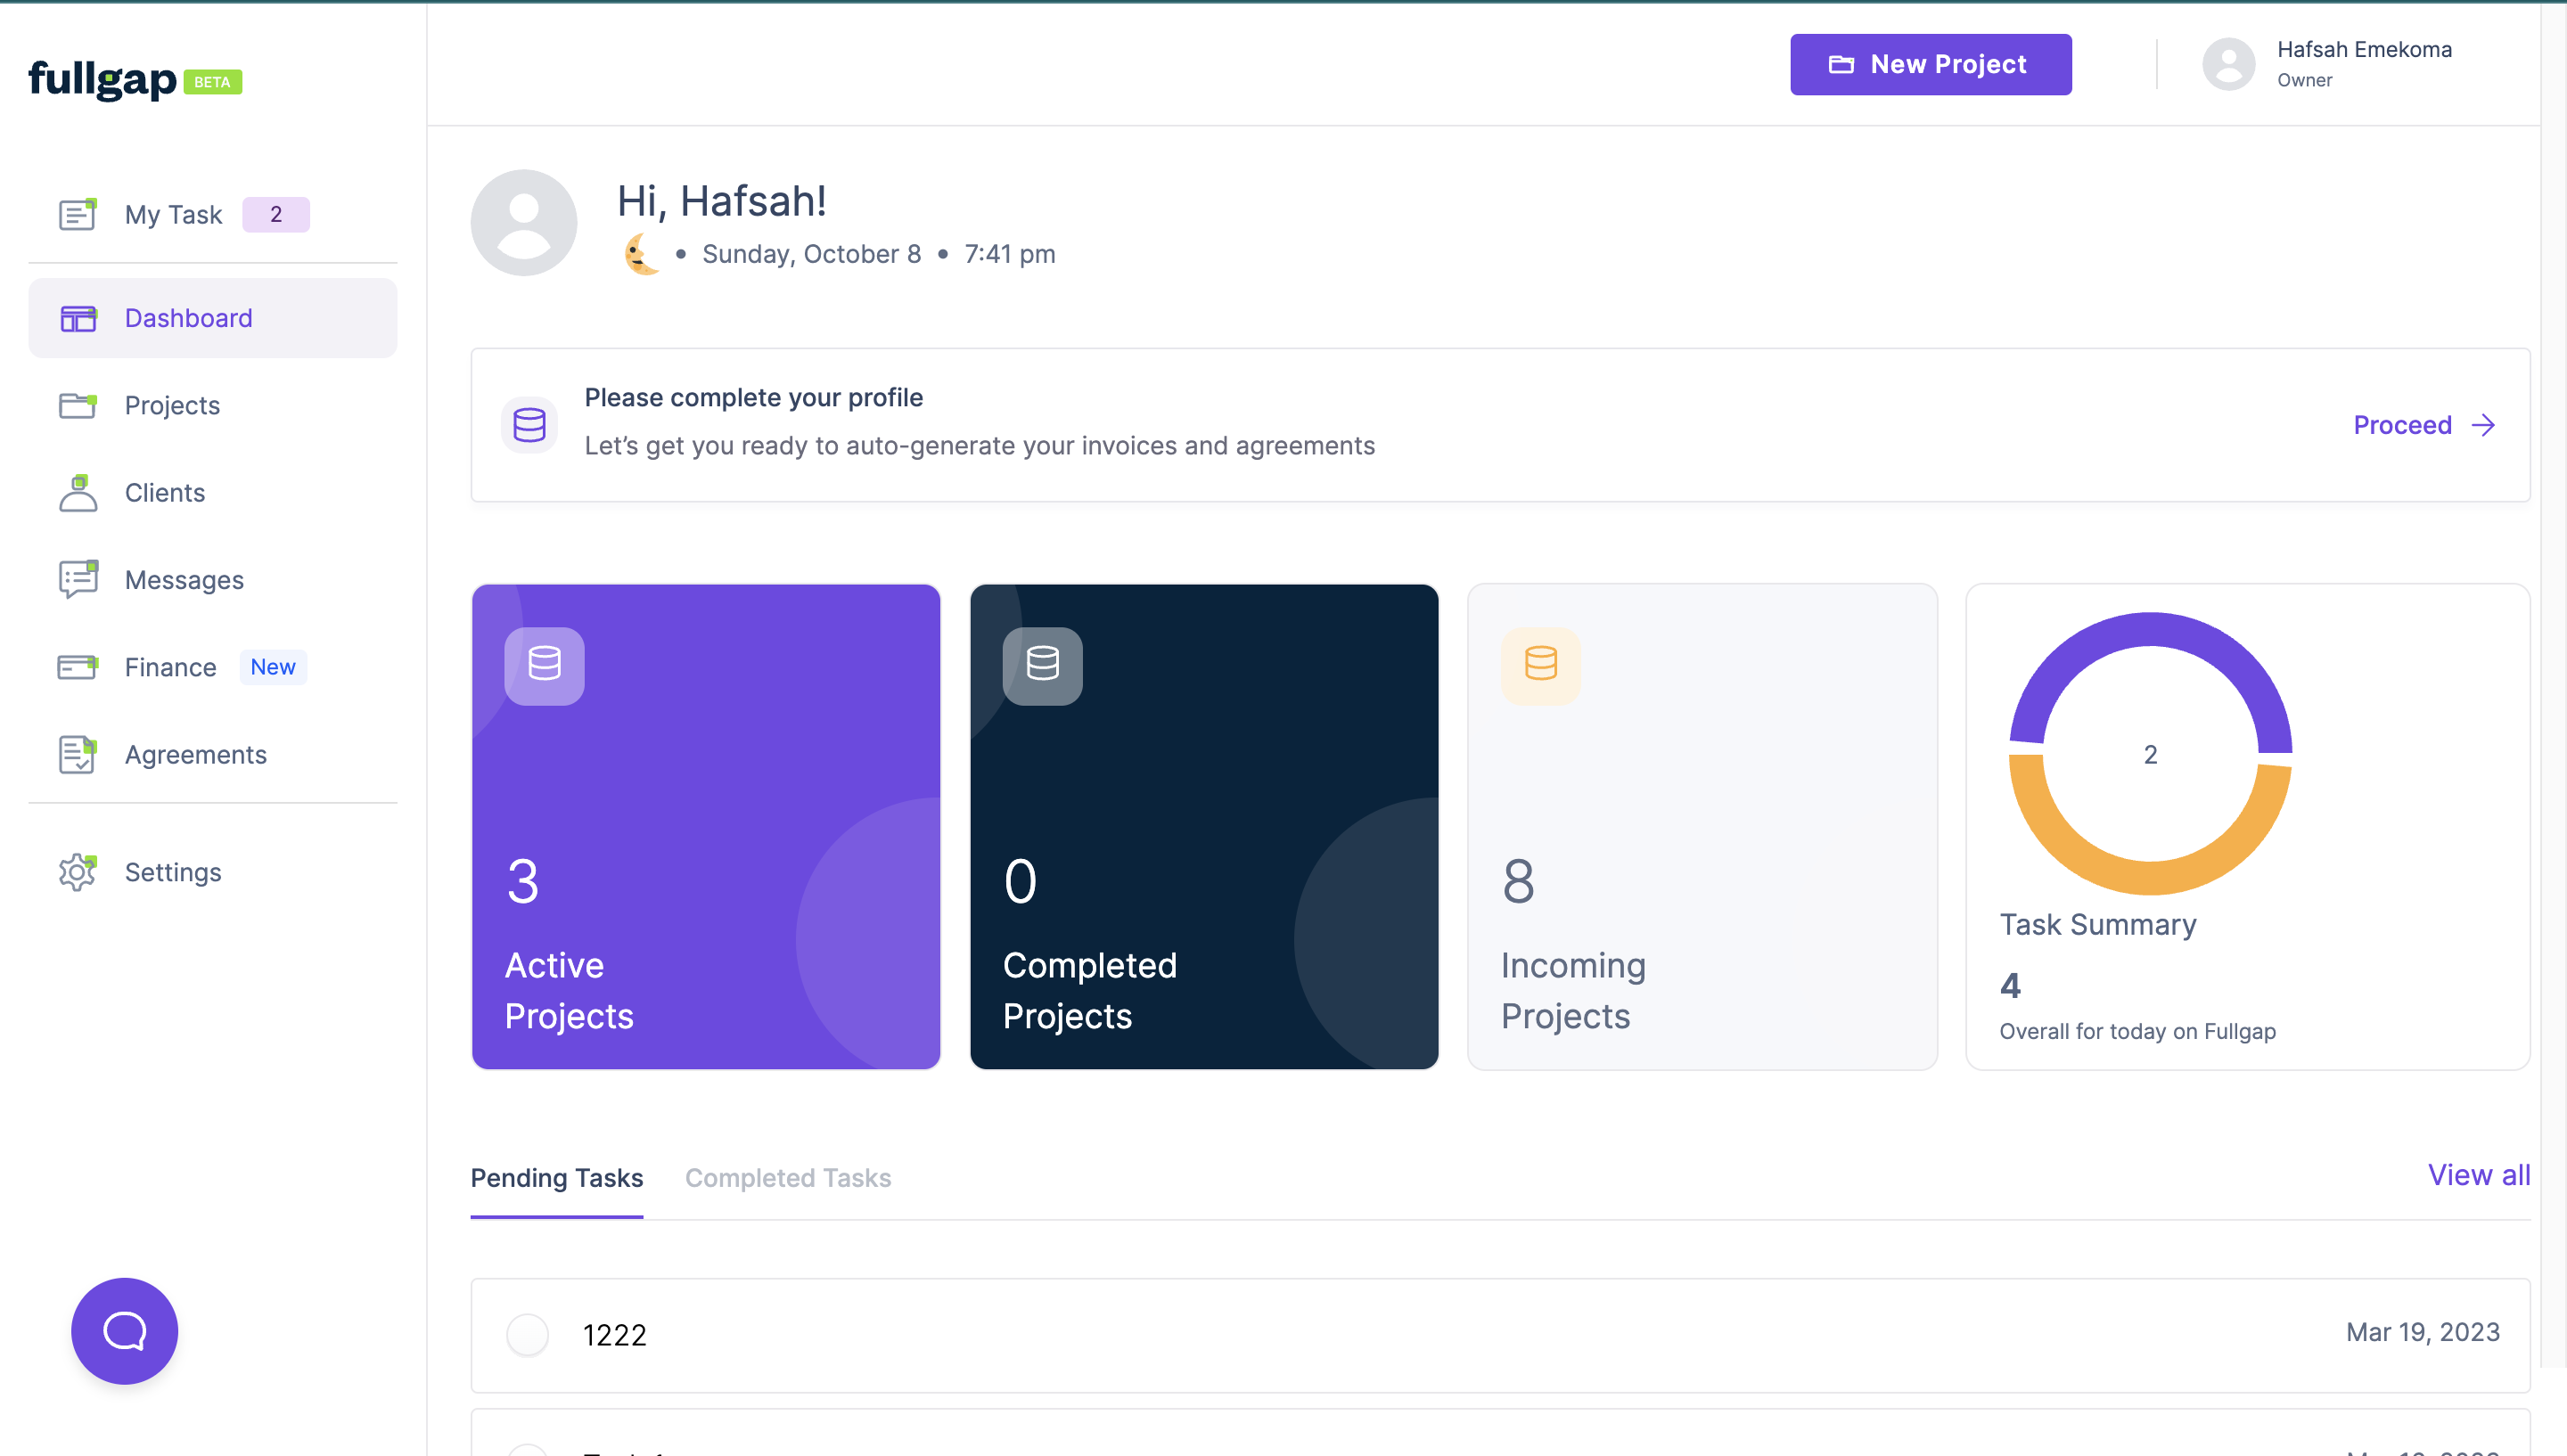 fullgap BETA
New Project
Hafsah Emekoma
Owner
My Task 2
Dashboard
Projects
Clients
Messages
Finance New
Agreements
Settings
Hi, Hafsah!
• Sunday, October 8 • 7:41 pm
Please complete your profile
Let’s get you ready to auto-generate your invoices and agreements
Proceed
3
Active
Projects
0
Completed
Projects
8
Incoming
Projects
2
Task Summary
4
Overall for today on Fullgap
Pending Tasks
Completed Tasks
View all
1222
Mar 19, 2023